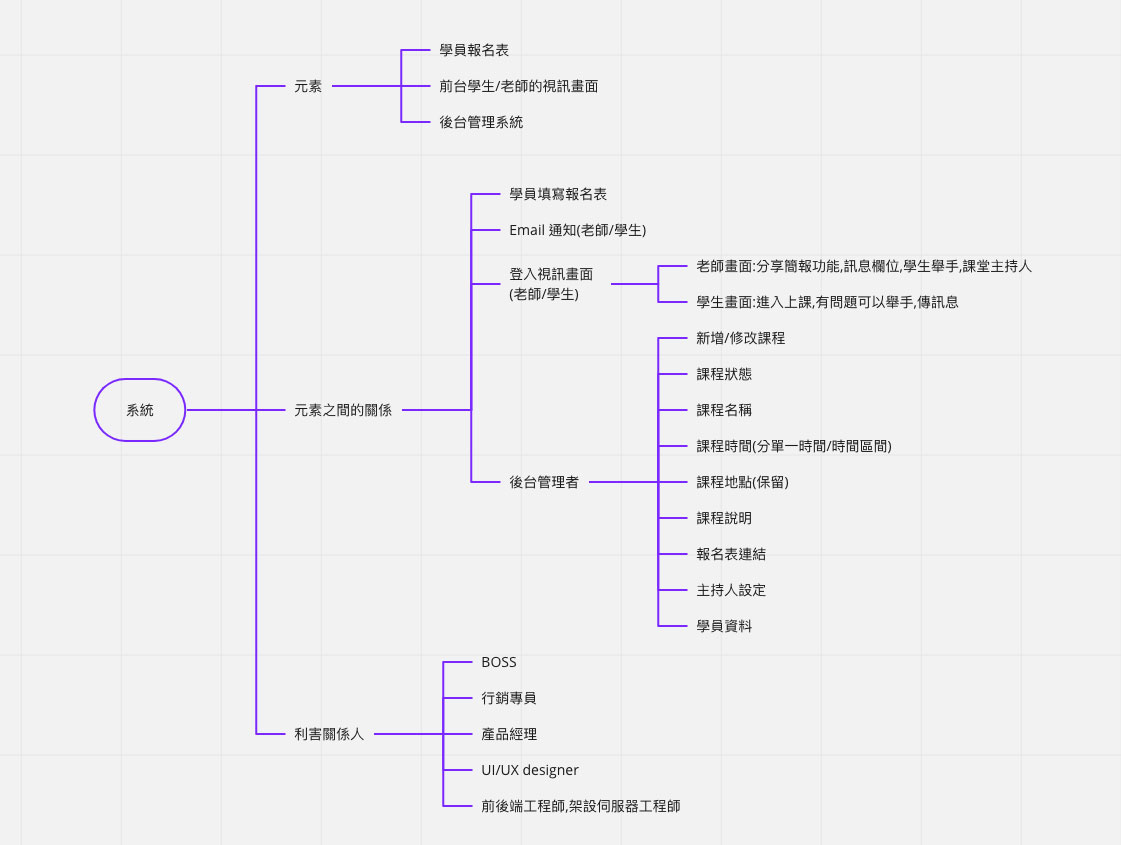 學員報名表
元素
前台學生/老師的視訊畫面
後台管理系統
學員填寫報名表
Email 通知(老師/學生)
登入視訊畫面
(老師/學生)
老師畫面:分享簡報功能,訊息欄位,學生舉手,課堂主持人
學生畫面:進入上課,有問題可以舉手,傳訊息
新增/修改課程
課程狀態
系統
元素之間的關係
課程名稱
課程時間(分單一時間/時間區間)
後台管理者
課程地點(保留)
課程說明
報名表連結
主持人設定
學員資料
BOSS
行銷專員
利害關係人
產品經理
UI/UX designer
前後端工程師,架設伺服器工程師